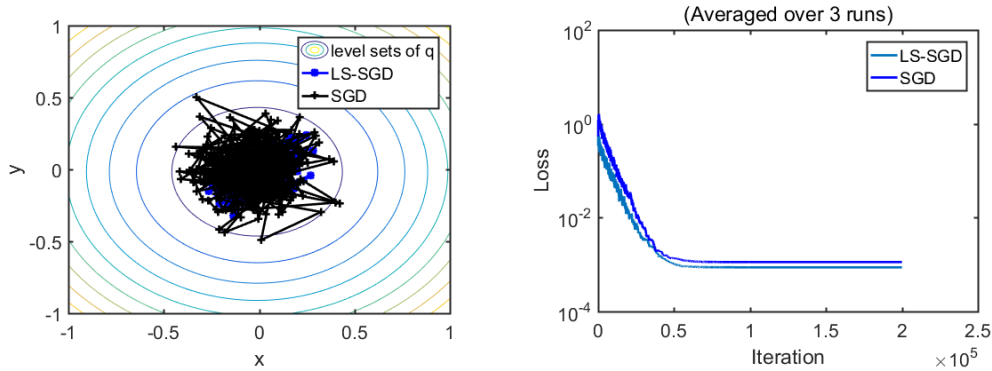 1
0.5
0
-0.5
-1
y
-1
-0.5
0
0.5
1
x
level sets of q
LS-SGD
SGD
(Averaged over 3 runs)
10^2
10^0
10^-2
10^-4
Loss
0
0.5
1
1.5
2
2.5
Iteration
×10^5
LS-SGD
SGD